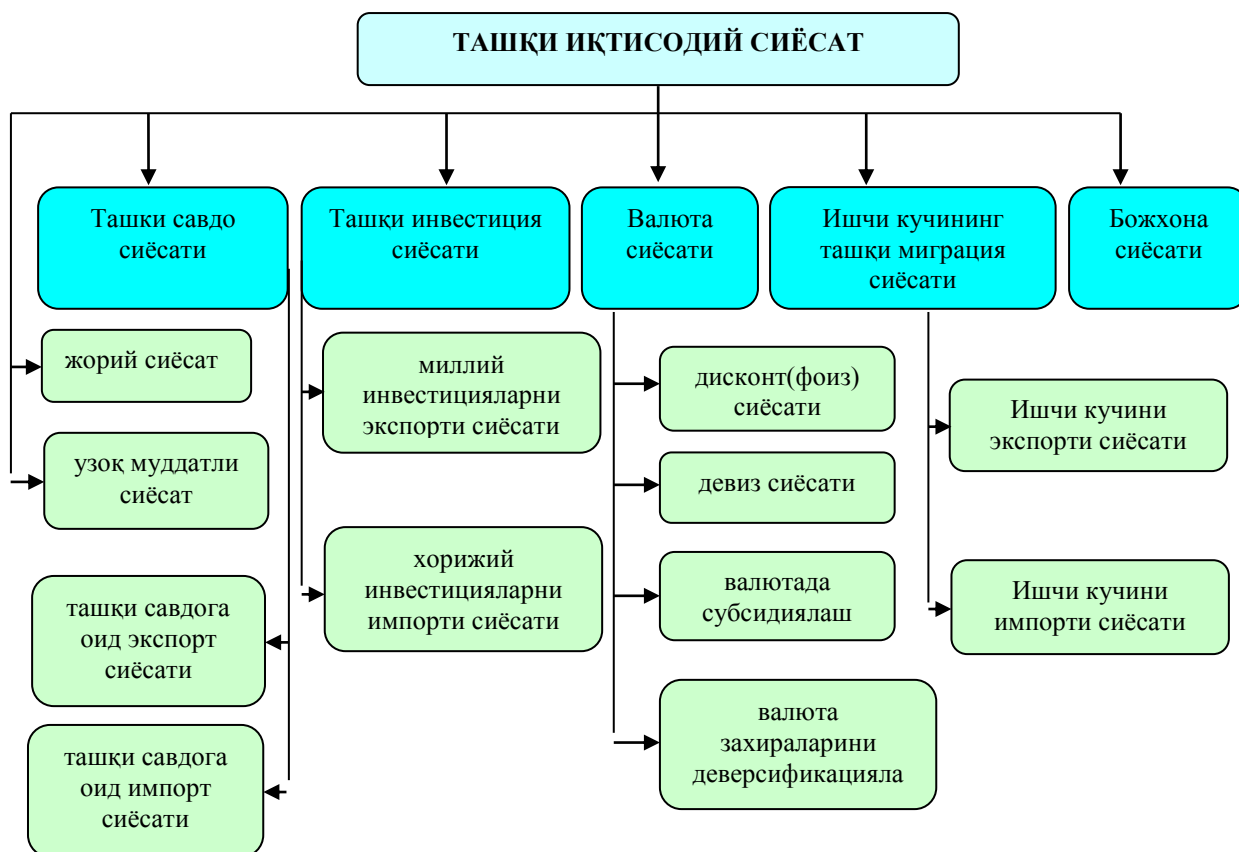 ТАШҚИ ИҚТИСОДИЙ СИЁСАТ
Ташки савдо
сиёсати
Ташқи инвестиция
сиёсати
Валюта
сиёсати
Ишчи кучининг
ташқи миграция
сиёсати
Божхона
сиёсати
жорий сиёсат
узоқ муддатли
сиёсат
ташқи савдога
оид экспорт
сиёсати
ташқи савдога
оид импорт
сиёсати
миллий
инвестицияларни
экспорти сиёсати
хорижий
инвестицияларни
импорти сиёсати
дисконт(фоиз)
сиёсати
девиз сиёсати
валютада
субсидиялаш
валюта
захираларини
деверсификацияла
Ишчи кучини
экспорти сиёсати
Ишчи кучини
импорти сиёсати